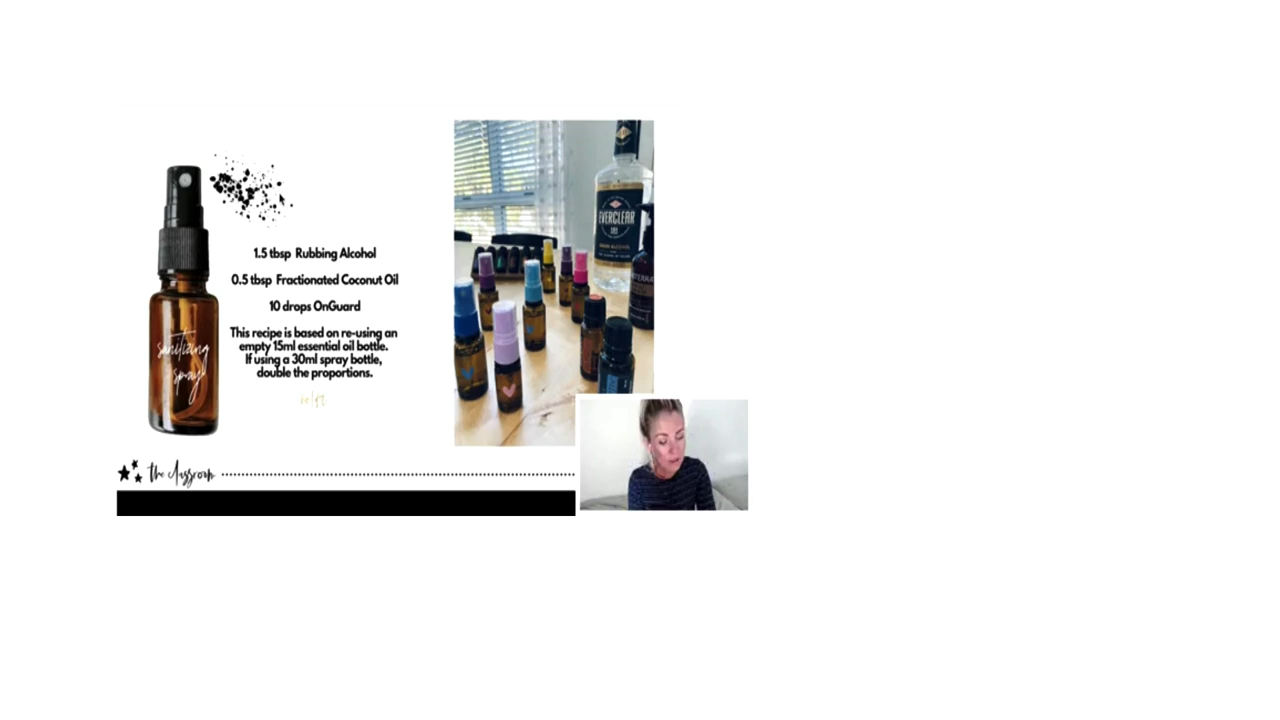 sanitizing
spray
1.5 tbsp Rubbing Alcohol
0.5 tbsp Fractionated Coconut Oil
10 drops OnGuard
This recipe is based on re-using an
empty 15ml essential oil bottle.
If using a 30ml spray bottle,
double the proportions.
EVERCLEAR
the classroom